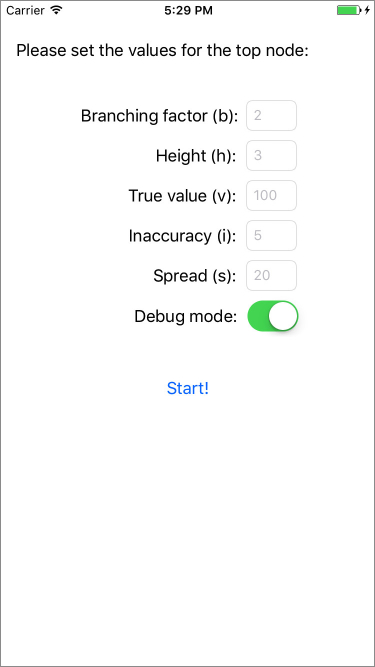 Carrier 5:29 PM
Please set the values for the top node:
Branching factor (b): 2
Height (h): 3
True value (v): 100
Inaccuracy (i): 5
Spread (s): 20
Debug mode:
Start!